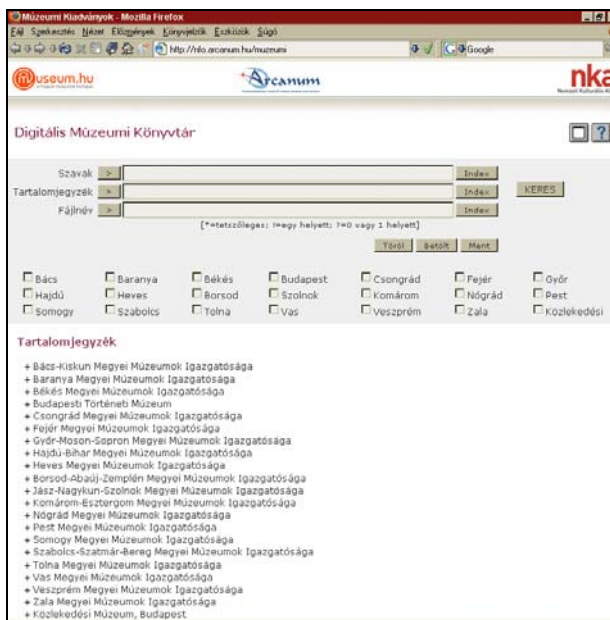 Múzeumi Kiadványok - Mozilla Firefox
Fájl Szerkesztés Nézet Előzmények Könyvjelzők Eszközök Súgó
http://nlo.arcanum.hu/muzeumi Google
museum.hu Arcanum nka
Digitális Múzeumi Könyvtár ?
Szavak > Index
Tartalomjegyzék > Index KERES
Fájlnév > Index
[*=tetszőleges; !=egy helyett; ?=0 vagy 1 helyett]
Töröl Betölt Ment
Bács Baranya Békés Budapest Csongrád Fejér Győr
Hajdú Heves Borsod Szolnok Komárom Nógrád Pest
Somogy Szabolcs Tolna Vas Veszprém Zala Közlekedési
Tartalomjegyzék
+ Bács-Kiskun Megyei Múzeumok Igazgatósága
+ Baranya Megyei Múzeumok Igazgatósága
+ Békés Megyei Múzeumok Igazgatósága
+ Budapesti Történeti Múzeum
+ Csongrád Megyei Múzeumok Igazgatósága
+ Fejér Megyei Múzeumok Igazgatósága
+ Győr-Moson-Sopron Megyei Múzeumok Igazgatósága
+ Hajdú-Bihar Megyei Múzeumok Igazgatósága
+ Heves Megyei Múzeumok Igazgatósága
+ Borsod-Abaúj-Zemplén Megyei Múzeumok Igazgatósága
+ Jász-Nagykun-Szolnok Megyei Múzeumok Igazgatósága
+ Komárom-Esztergom Megyei Múzeumok Igazgatósága
+ Nógrád Megyei Múzeumok Igazgatósága
+ Pest Megyei Múzeumok Igazgatósága
+ Somogy Megyei Múzeumok Igazgatósága
+ Szabolcs-Szatmár-Bereg Megyei Múzeumok Igazgatósága
+ Tolna Megyei Múzeumok Igazgatósága
+ Vas Megyei Múzeumok Igazgatósága
+ Veszprém Megyei Múzeumok Igazgatósága
+ Zala Megyei Múzeumok Igazgatósága
+ Közlekedési Múzeum, Budapest